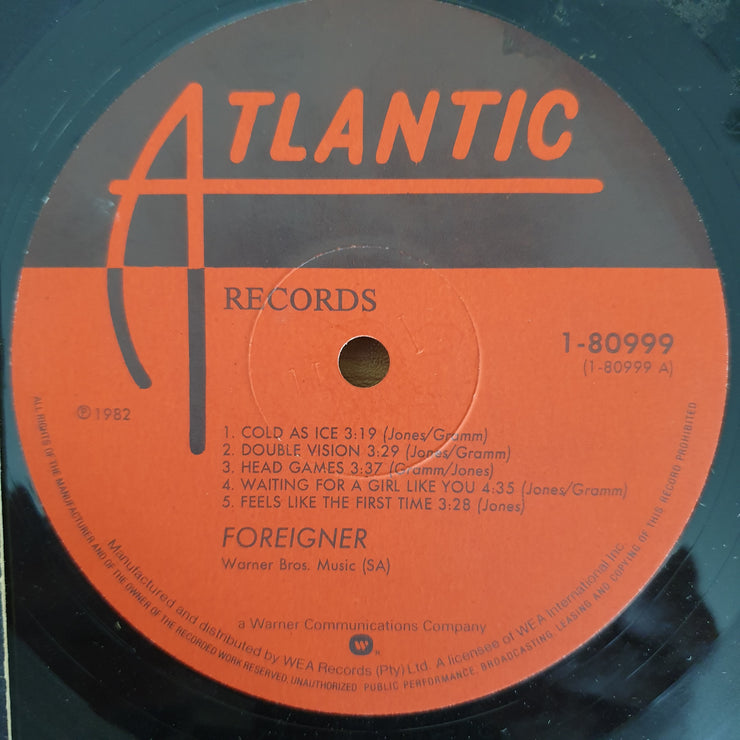 ATLANTIC
RECORDS
1-80999
(1-80999 A)
℗ 1982
1. COLD AS ICE 3:19 (Jones/Gramm)
2. DOUBLE VISION 3:29 (Jones/Gramm)
3. HEAD GAMES 3:37 (Gramm/Jones)
4. WAITING FOR A GIRL LIKE YOU 4:35 (Jones/Gramm)
5. FEELS LIKE THE FIRST TIME 3:28 (Jones)
FOREIGNER
Warner Bros. Music (SA)
a Warner Communications Company
Manufactured and distributed by WEA Records (Pty) Ltd. A licensee of WEA International Inc.
ALL RIGHTS OF THE MANUFACTURER AND OF THE OWNER OF THE RECORDED WORK RESERVED. UNAUTHORIZED PUBLIC PERFORMANCE, BROADCASTING, LEASING AND COPYING OF THIS RECORD PROHIBITED